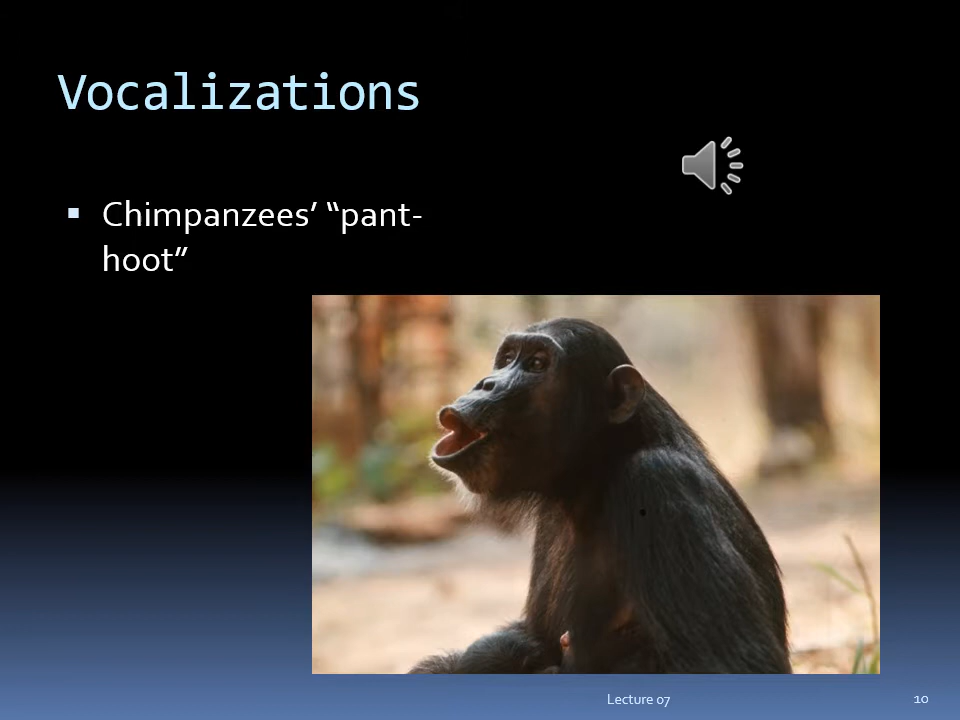 Vocalizations
Chimpanzees’ “pant-
hoot”
Lecture 07
10